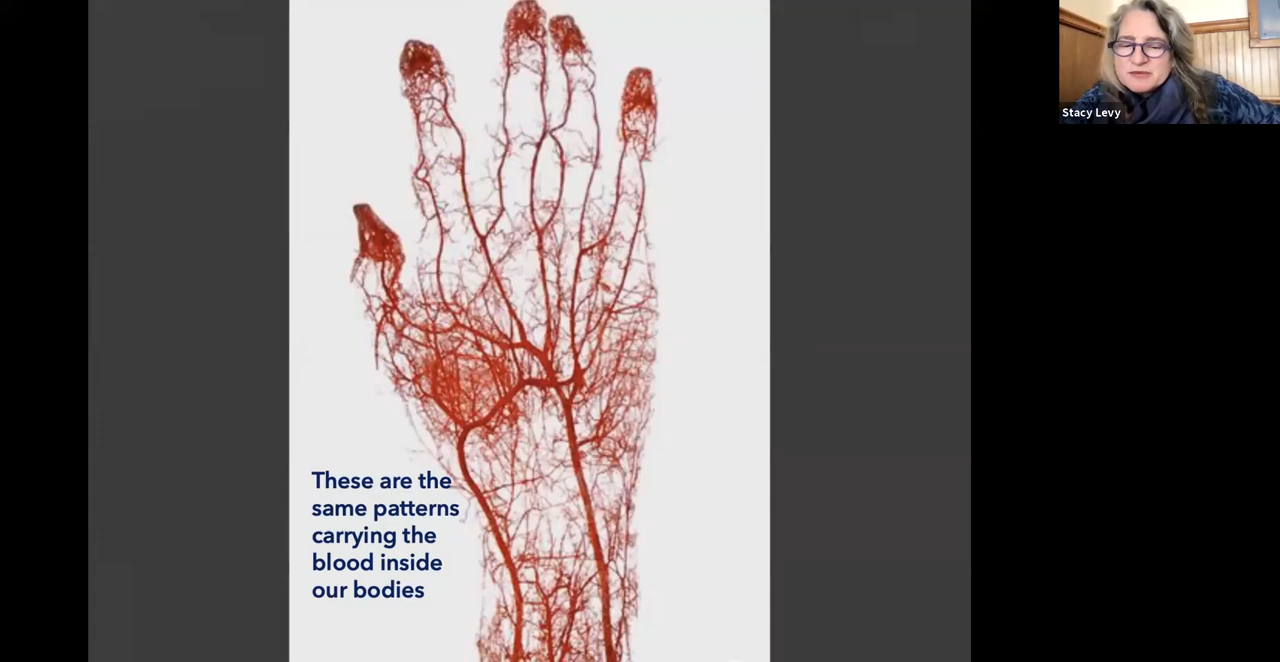 Stacy Levy
These are the
same patterns
carrying the
blood inside
our bodies